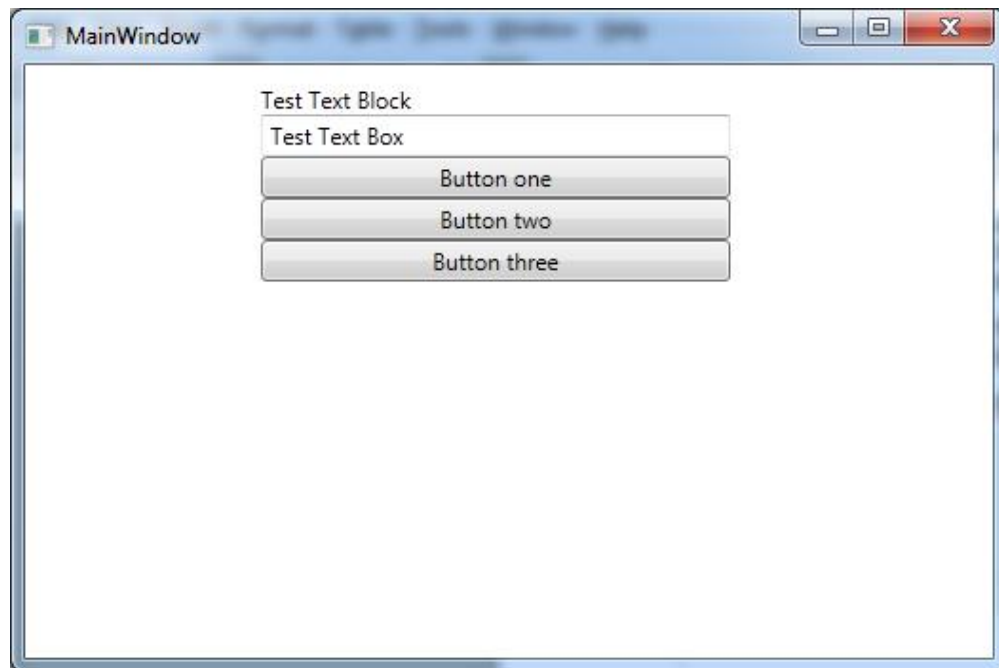 MainWindow
Test Text Block
Test Text Box
Button one
Button two
Button three